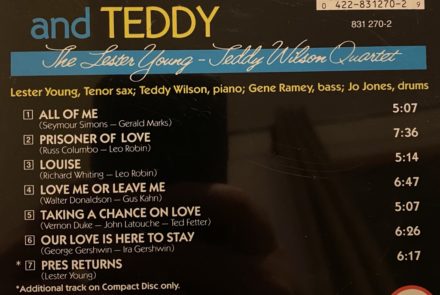 0 422-831270-2 9
and TEDDY
831 270-2
The Lester Young – Teddy Wilson Quartet
Lester Young, Tenor sax; Teddy Wilson, piano; Gene Ramey, bass; Jo Jones, drums
1 ALL OF ME 5:07
(Seymour Simons – Gerald Marks)
2 PRISONER OF LOVE 7:36
(Russ Columbo – Leo Robin)
3 LOUISE 5:14
(Richard Whiting – Leo Robin)
4 LOVE ME OR LEAVE ME 6:47
(Walter Donaldson – Gus Kahn)
5 TAKING A CHANCE ON LOVE 5:07
(Vernon Duke – John Latouche – Ted Fetter)
6 OUR LOVE IS HERE TO STAY 6:26
(George Gershwin – Ira Gershwin)
* 7 PRES RETURNS 6:17
(Lester Young)
*Additional track on Compact Disc only.